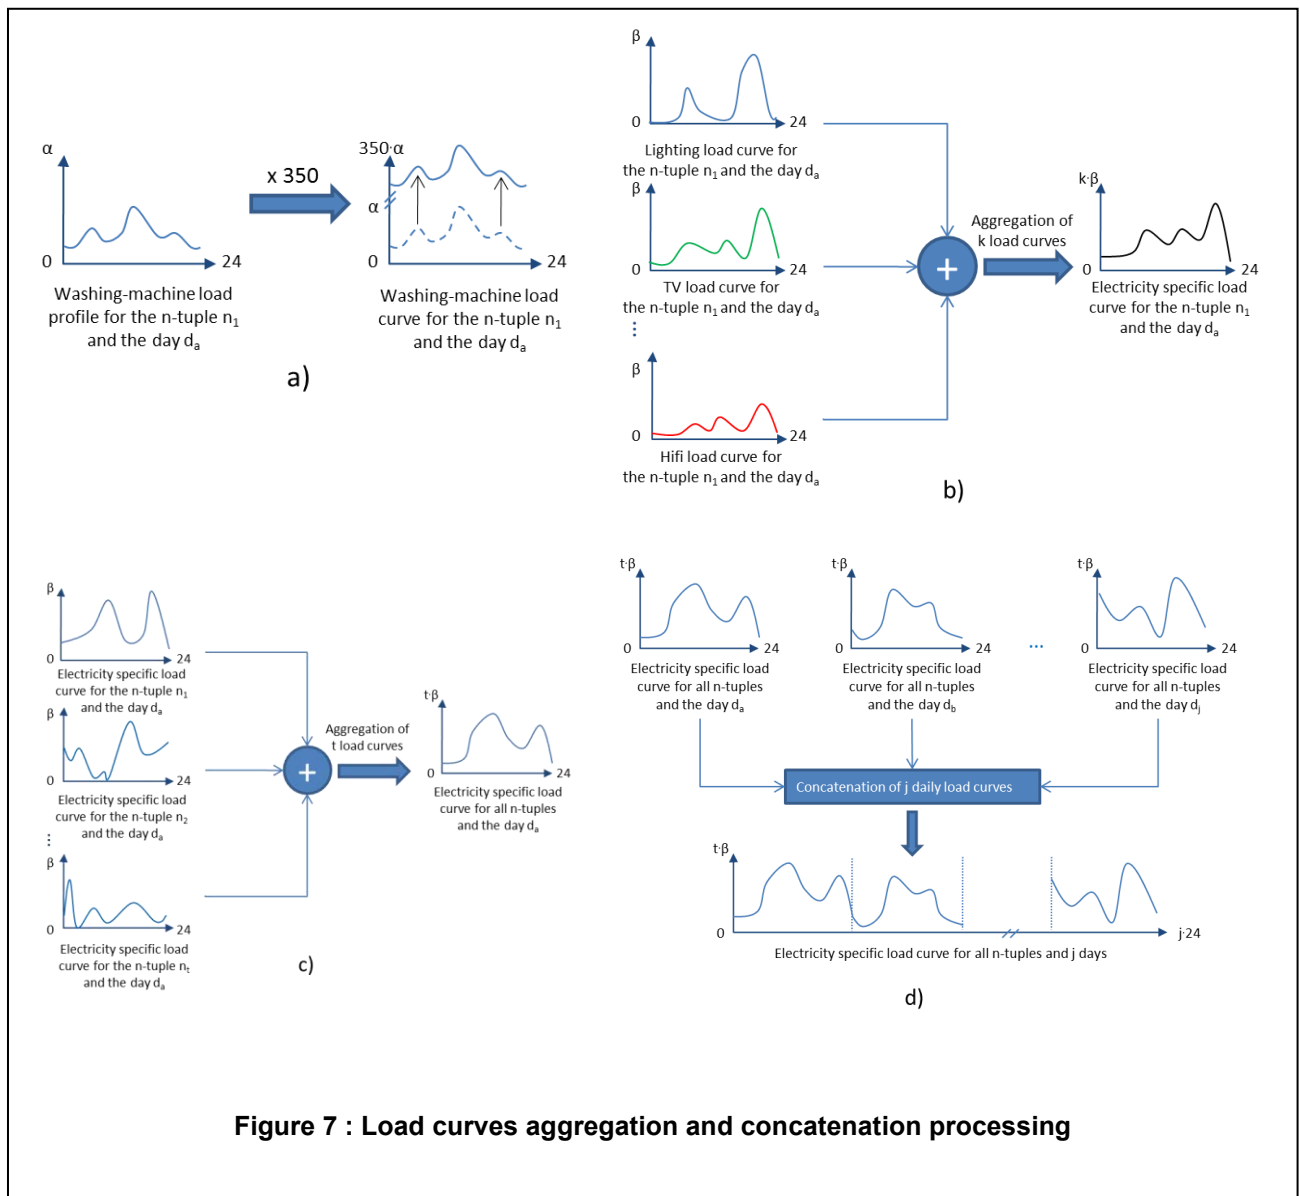 α
0
24
Washing-machine load
profile for the n-tuple n₁
and the day dₐ
x 350
350·α
α
0
24
Washing-machine load
curve for the n-tuple n₁
and the day dₐ
a)
β
0
24
Lighting load curve for
the n-tuple n₁ and the day dₐ
β
0
24
TV load curve for
the n-tuple n₁ and the day dₐ
⋮
β
0
24
Hifi load curve for
the n-tuple n₁ and the day dₐ
+
Aggregation of
k load curves
k·β
0
24
Electricity specific load
curve for the n-tuple n₁
and the day dₐ
b)
β
0
24
Electricity specific load
curve for the n-tuple n₁
and the day dₐ
β
0
24
Electricity specific load
curve for the n-tuple n₂
and the day dₐ
⋮
β
0
24
Electricity specific load
curve for the n-tuple nₜ
and the day dₐ
+
Aggregation of
t load curves
t·β
0
24
Electricity specific load
curve for all n-tuples
and the day dₐ
c)
t·β
0
24
Electricity specific load
curve for all n-tuples
and the day dₐ
t·β
0
24
Electricity specific load
curve for all n-tuples
and the day d_b
...
t·β
0
24
Electricity specific load
curve for all n-tuples
and the day dⱼ
Concatenation of j daily load curves
t·β
0
j·24
Electricity specific load curve for all n-tuples and j days
d)
Figure 7 : Load curves aggregation and concatenation processing